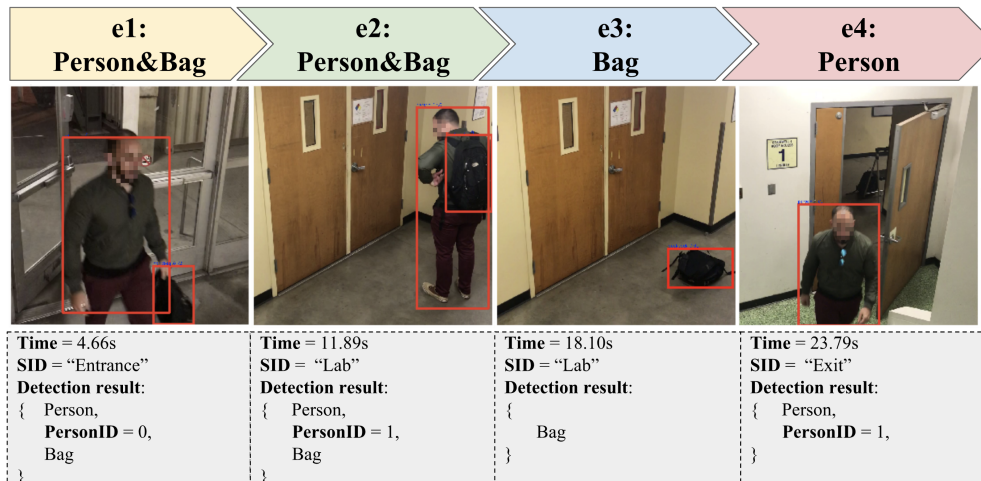 e1:
Person&Bag
e2:
Person&Bag
e3:
Bag
e4:
Person
1
Time = 4.66s
SID = “Entrance”
Detection result:
{ Person,
PersonID = 0,
Bag
}
Time = 11.89s
SID = “Lab”
Detection result:
{ Person,
PersonID = 1,
Bag
}
Time = 18.10s
SID = “Lab”
Detection result:
{
Bag
}
Time = 23.79s
SID = “Exit”
Detection result:
{ Person,
PersonID = 1,
}